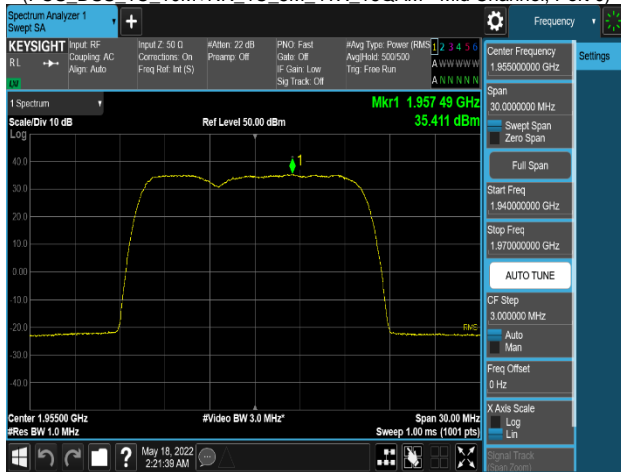 Spectrum Analyzer 1
Swept SA
+
Frequency
KEYSIGHT
RL
Input: RF
Coupling: AC
Align: Auto
Input Z: 50 Ω
Corrections: On
Freq Ref: Int (S)
#Atten: 22 dB
Preamp: Off
PNO: Fast
Gate: Off
IF Gain: Low
Sig Track: Off
#Avg Type: Power (RMS
Avg|Hold: 500/500
Trig: Free Run
1 2 3 4 5 6
A W W W W W
A N N N N N
1 Spectrum
Scale/Div 10 dB
Log
Ref Level 50.00 dBm
Mkr1 1.957 49 GHz
35.411 dBm
1
40.0
30.0
20.0
10.0
0.00
-10.0
-20.0
-30.0
-40.0
RMS
Center 1.95500 GHz
#Res BW 1.0 MHz
#Video BW 3.0 MHz*
Span 30.00 MHz
Sweep 1.00 ms (1001 pts)
Center Frequency
1.955000000 GHz
Settings
Span
30.0000000 MHz
Swept Span
Zero Span
Full Span
Start Freq
1.940000000 GHz
Stop Freq
1.970000000 GHz
AUTO TUNE
CF Step
3.000000 MHz
Auto
Man
Freq Offset
0 Hz
X Axis Scale
Log
Lin
Signal Track
(Span Zoom)
?
May 18, 2022
2:21:39 AM